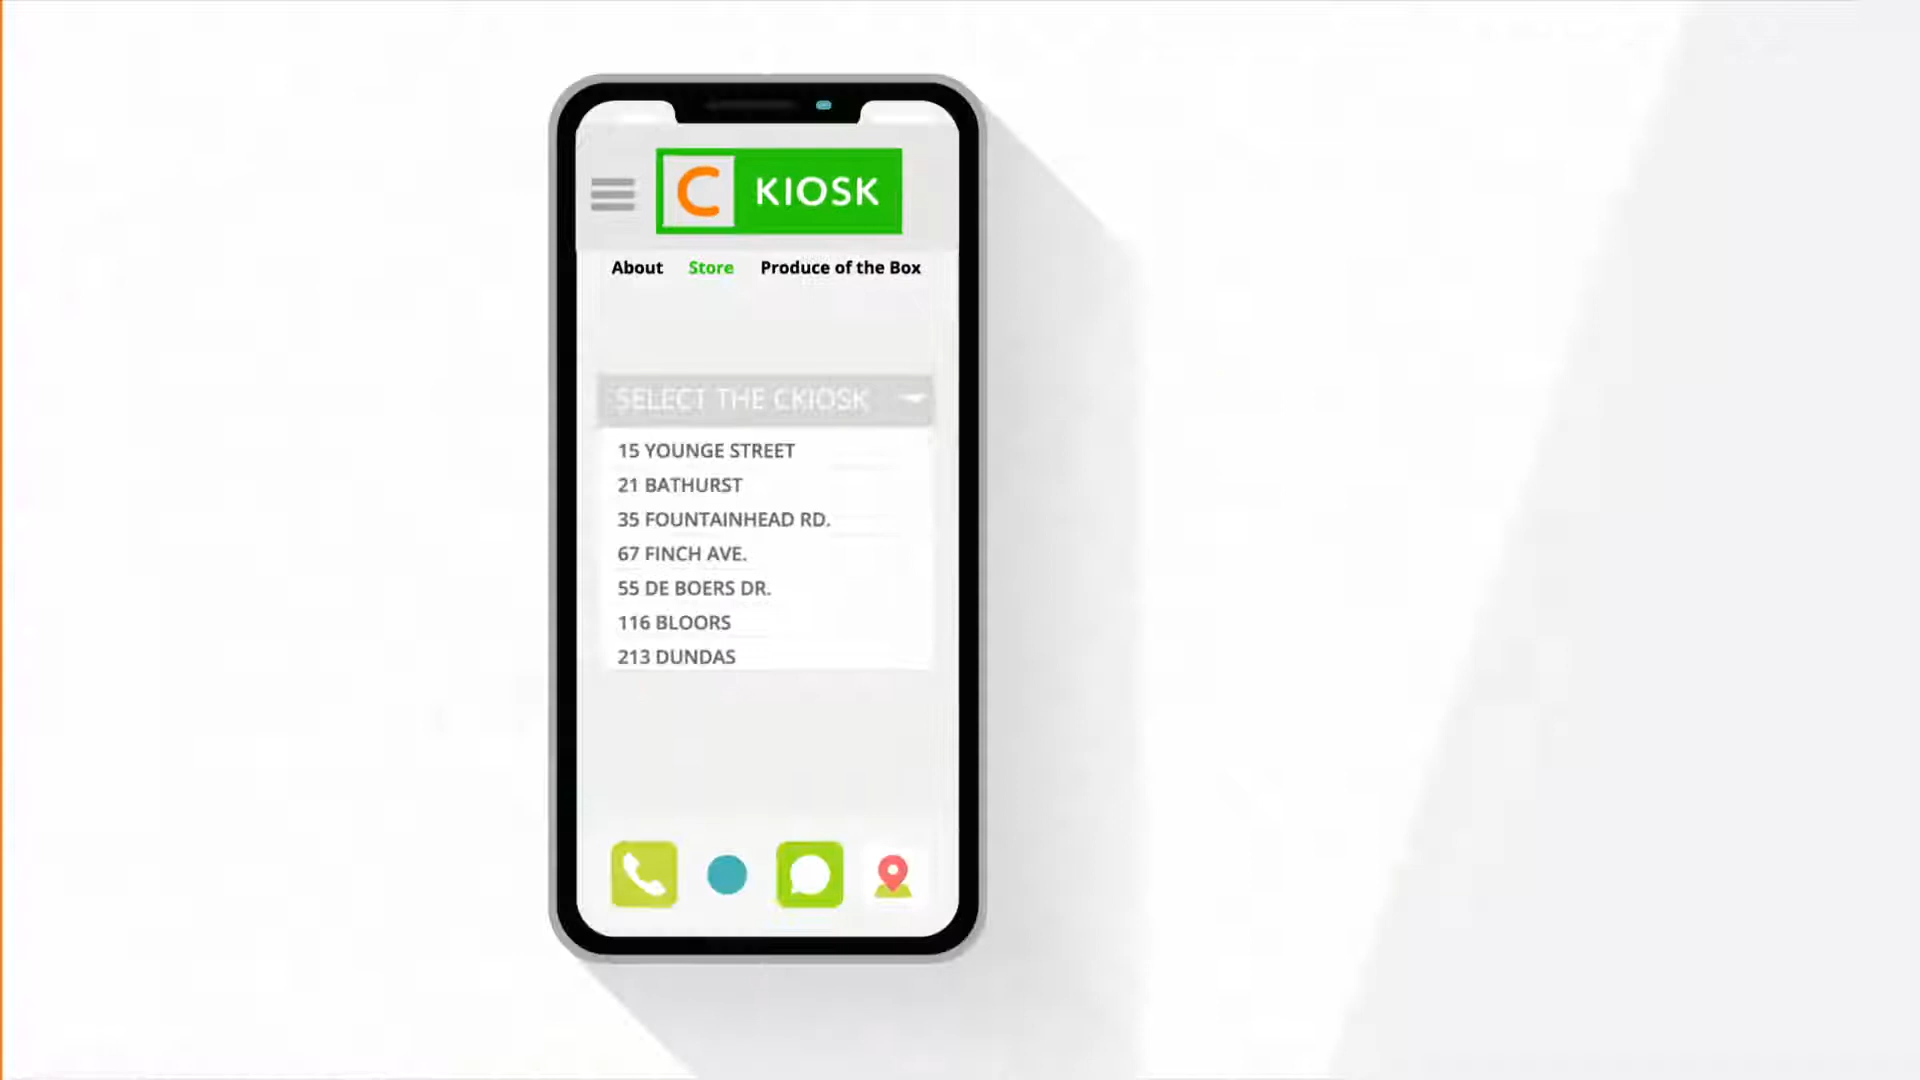 C KIOSK
About Store Produce of the Box
SELECT THE CKIOSK
15 YOUNGE STREET
21 BATHURST
35 FOUNTAINHEAD RD.
67 FINCH AVE.
55 DE BOERS DR.
116 BLOORS
213 DUNDAS